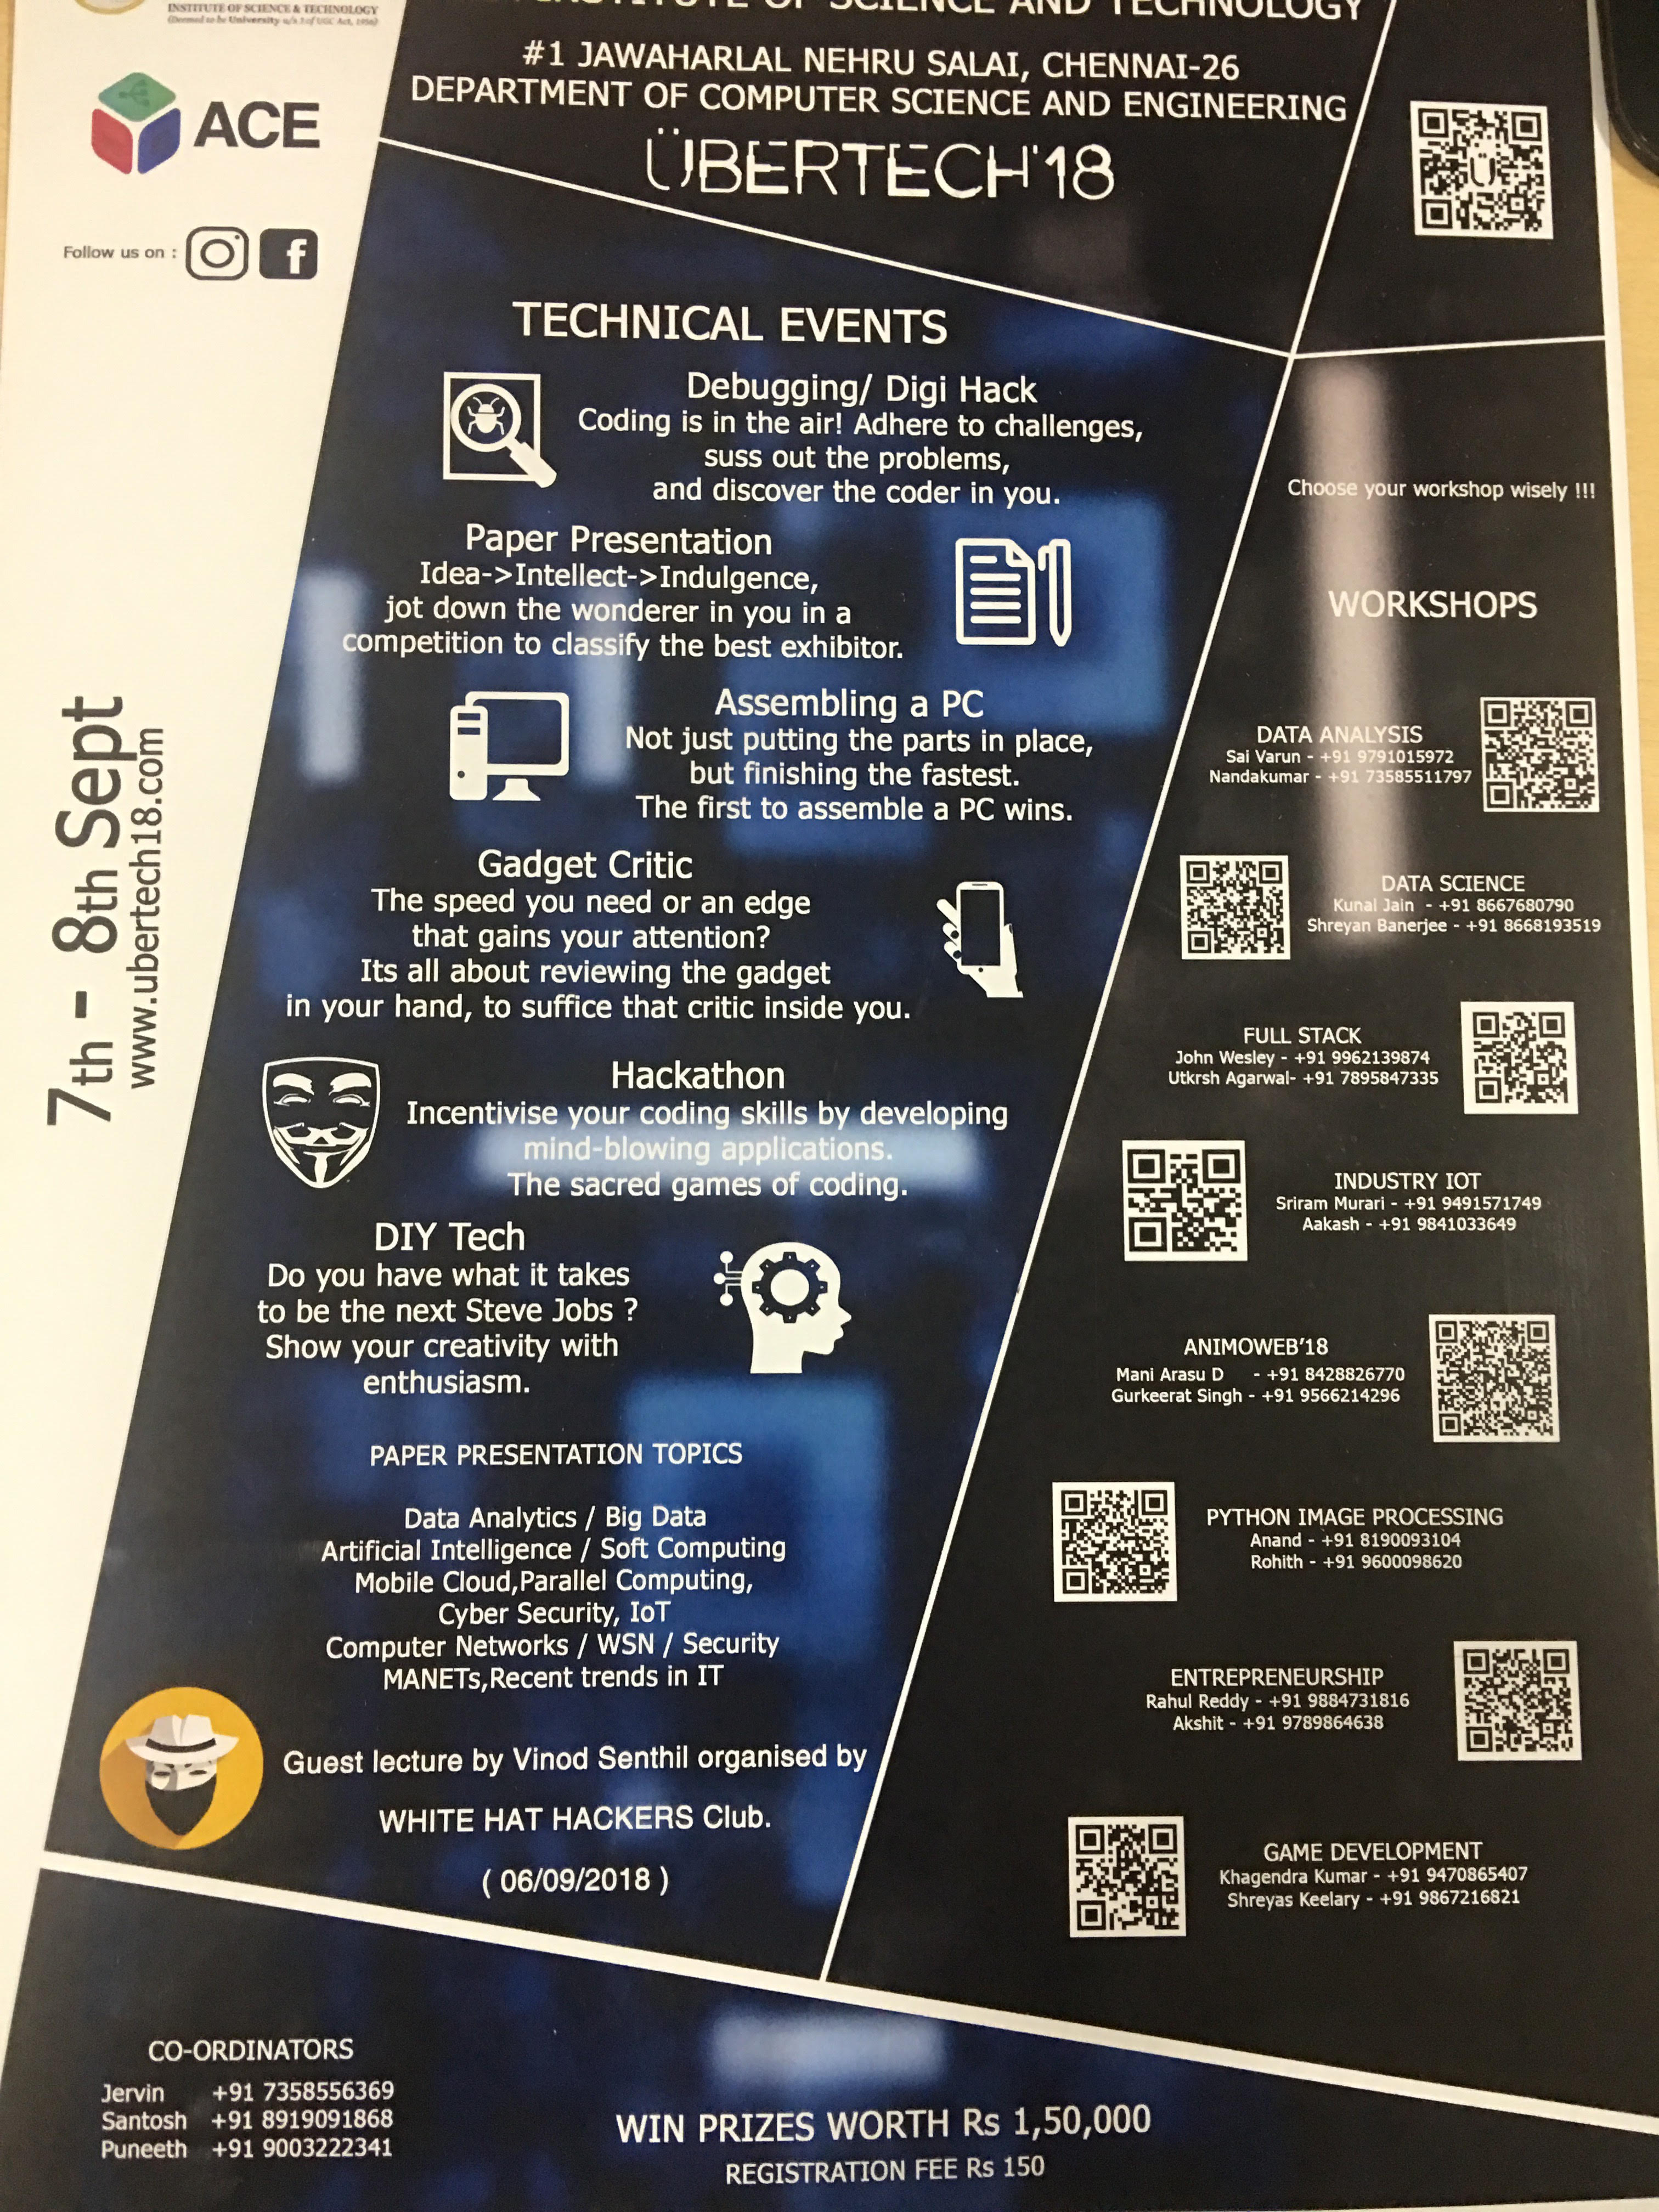 INSTITUTE OF SCIENCE & TECHNOLOGY
(Deemed to be University u/s 3 of UGC Act, 1956)
ACE
Follow us on :
INSTITUTE OF SCIENCE AND TECHNOLOGY
#1 JAWAHARLAL NEHRU SALAI, CHENNAI-26
DEPARTMENT OF COMPUTER SCIENCE AND ENGINEERING
ÜBERTECH'18
7th - 8th Sept
www.ubertech18.com
TECHNICAL EVENTS
Debugging/ Digi Hack
Coding is in the air! Adhere to challenges,
suss out the problems,
and discover the coder in you.
Paper Presentation
Idea->Intellect->Indulgence,
jot down the wonderer in you in a
competition to classify the best exhibitor.
Assembling a PC
Not just putting the parts in place,
but finishing the fastest.
The first to assemble a PC wins.
Gadget Critic
The speed you need or an edge
that gains your attention?
Its all about reviewing the gadget
in your hand, to suffice that critic inside you.
Hackathon
Incentivise your coding skills by developing
mind-blowing applications.
The sacred games of coding.
DIY Tech
Do you have what it takes
to be the next Steve Jobs ?
Show your creativity with
enthusiasm.
PAPER PRESENTATION TOPICS
Data Analytics / Big Data
Artificial Intelligence / Soft Computing
Mobile Cloud,Parallel Computing,
Cyber Security, IoT
Computer Networks / WSN / Security
MANETs,Recent trends in IT
Guest lecture by Vinod Senthil organised by
WHITE HAT HACKERS Club.
( 06/09/2018 )
Ü
Choose your workshop wisely !!!
WORKSHOPS
DATA ANALYSIS
Sai Varun - +91 9791015972
Nandakumar - +91 73585511797
DATA SCIENCE
Kunal Jain - +91 8667680790
Shreyan Banerjee - +91 8668193519
FULL STACK
John Wesley - +91 9962139874
Utkrsh Agarwal- +91 7895847335
INDUSTRY IOT
Sriram Murari - +91 9491571749
Aakash - +91 9841033649
ANIMOWEB'18
Mani Arasu D - +91 8428826770
Gurkeerat Singh - +91 9566214296
PYTHON IMAGE PROCESSING
Anand - +91 8190093104
Rohith - +91 9600098620
ENTREPRENEURSHIP
Rahul Reddy - +91 9884731816
Akshit - +91 9789864638
GAME DEVELOPMENT
Khagendra Kumar - +91 9470865407
Shreyas Keelary - +91 9867216821
CO-ORDINATORS
Jervin +91 7358556369
Santosh +91 8919091868
Puneeth +91 9003222341
WIN PRIZES WORTH Rs 1,50,000
REGISTRATION FEE Rs 150